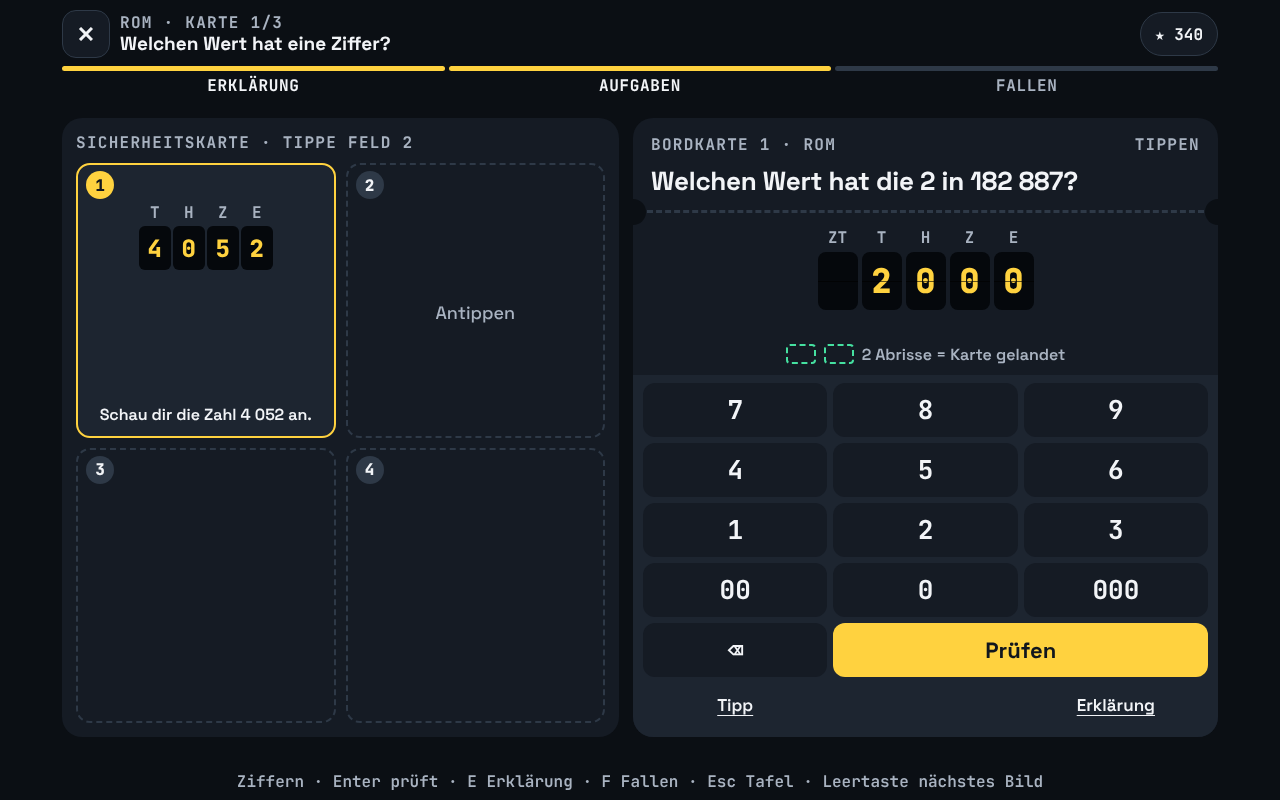 ✕
ROM · KARTE 1/3
Welchen Wert hat eine Ziffer?
★ 340
ERKLÄRUNG
AUFGABEN
FALLEN
SICHERHEITSKARTE · TIPPE FELD 2
1
T H Z E
4 0 5 2
Schau dir die Zahl 4 052 an.
2
Antippen
3
4
BORDKARTE 1 · ROM
TIPPEN
Welchen Wert hat die 2 in 182 887?
ZT T H Z E
2 0 0 0
2 Abrisse = Karte gelandet
7 8 9
4 5 6
1 2 3
00 0 000
⌫ Prüfen
Tipp Erklärung
Ziffern · Enter prüft · E Erklärung · F Fallen · Esc Tafel · Leertaste nächstes Bild